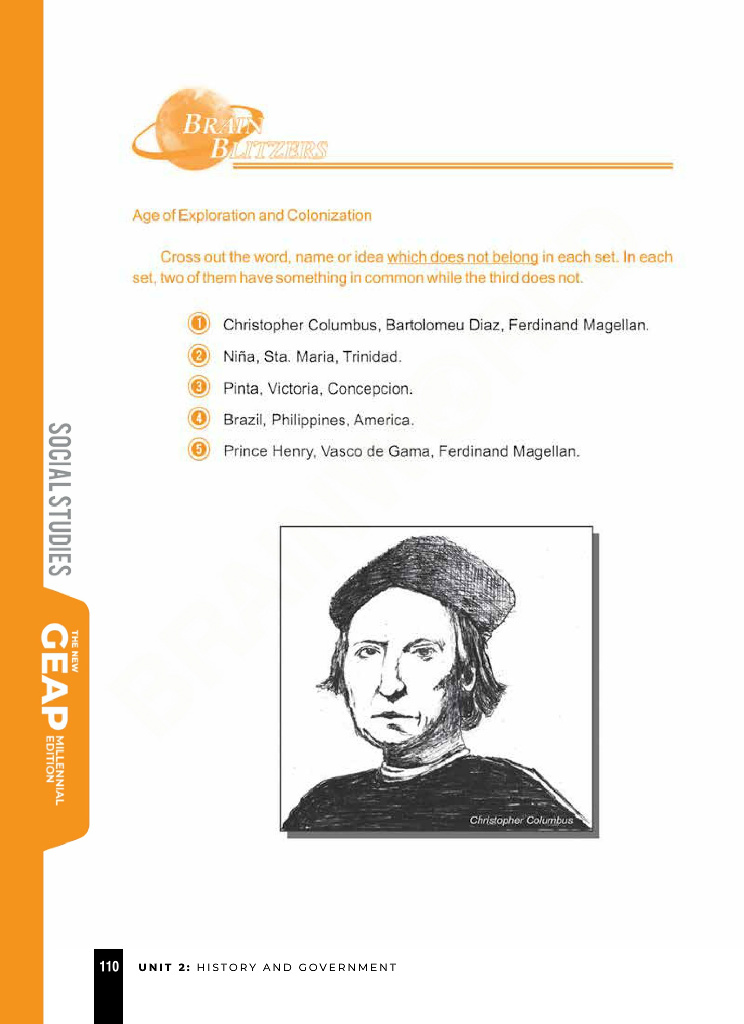 BRAIN
BLITZERS
Age of Exploration and Colonization
Cross out the word, name or idea which does not belong in each set. In each
set, two of them have something in common while the third does not.
1 Christopher Columbus, Bartolomeu Diaz, Ferdinand Magellan.
2 Niña, Sta. Maria, Trinidad.
3 Pinta, Victoria, Concepcion.
4 Brazil, Philippines, America.
5 Prince Henry, Vasco de Gama, Ferdinand Magellan.
Christopher Columbus
SOCIAL STUDIES
THE NEW
GEAP
MILLENNIAL
EDITION
110 UNIT 2: HISTORY AND GOVERNMENT